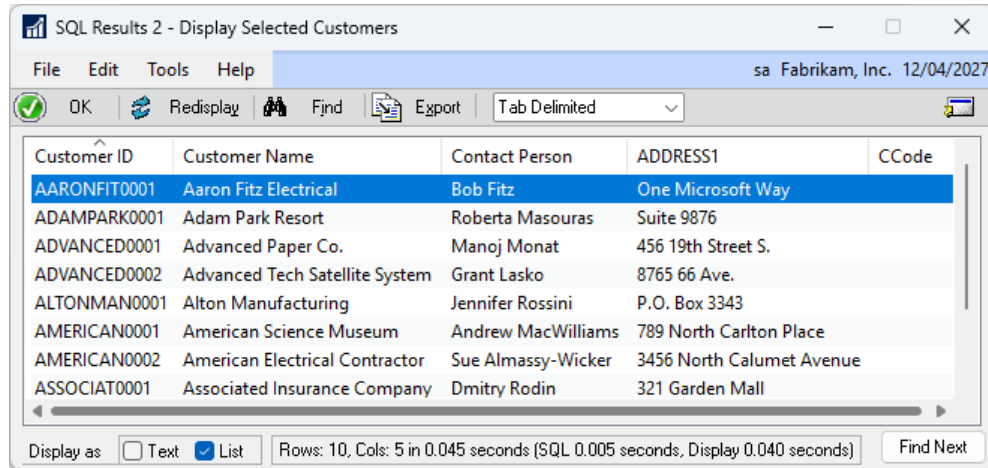 SQL Results 2 - Display Selected Customers
File Edit Tools Help sa Fabrikam, Inc. 12/04/2027
OK Redisplay Find Export Tab Delimited
Customer ID Customer Name Contact Person ADDRESS1 CCode
AARONFIT0001 Aaron Fitz Electrical Bob Fitz One Microsoft Way
ADAMPARK0001 Adam Park Resort Roberta Masouras Suite 9876
ADVANCED0001 Advanced Paper Co. Manoj Monat 456 19th Street S.
ADVANCED0002 Advanced Tech Satellite System Grant Lasko 8765 66 Ave.
ALTONMAN0001 Alton Manufacturing Jennifer Rossini P.O. Box 3343
AMERICAN0001 American Science Museum Andrew MacWilliams 789 North Carlton Place
AMERICAN0002 American Electrical Contractor Sue Almassy-Wicker 3456 North Calumet Avenue
ASSOCIAT0001 Associated Insurance Company Dmitry Rodin 321 Garden Mall
Display as Text List Rows: 10, Cols: 5 in 0.045 seconds (SQL 0.005 seconds, Display 0.040 seconds) Find Next